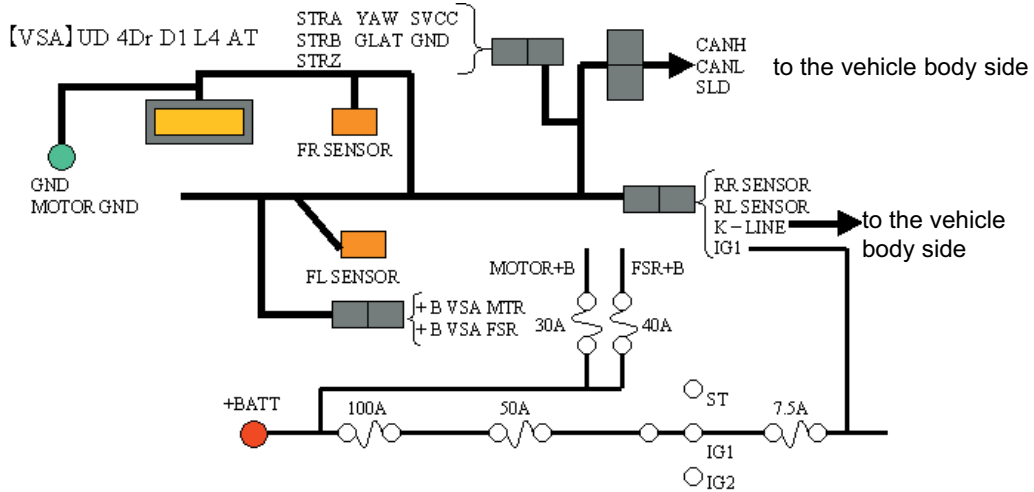 【VSA】UD 4Dr D1 L4 AT
STRA YAW SVCC
STRB GLAT GND
STRZ
CANH
CANL
SLD
to the vehicle body side
FR SENSOR
GND
MOTOR GND
RR SENSOR
RL SENSOR
K-LINE
IG1
to the vehicle
body side
FL SENSOR
MOTOR+B
FSR+B
+B VSA MTR
+B VSA FSR
30A
40A
+BATT
100A
50A
ST
7.5A
IG1
IG2